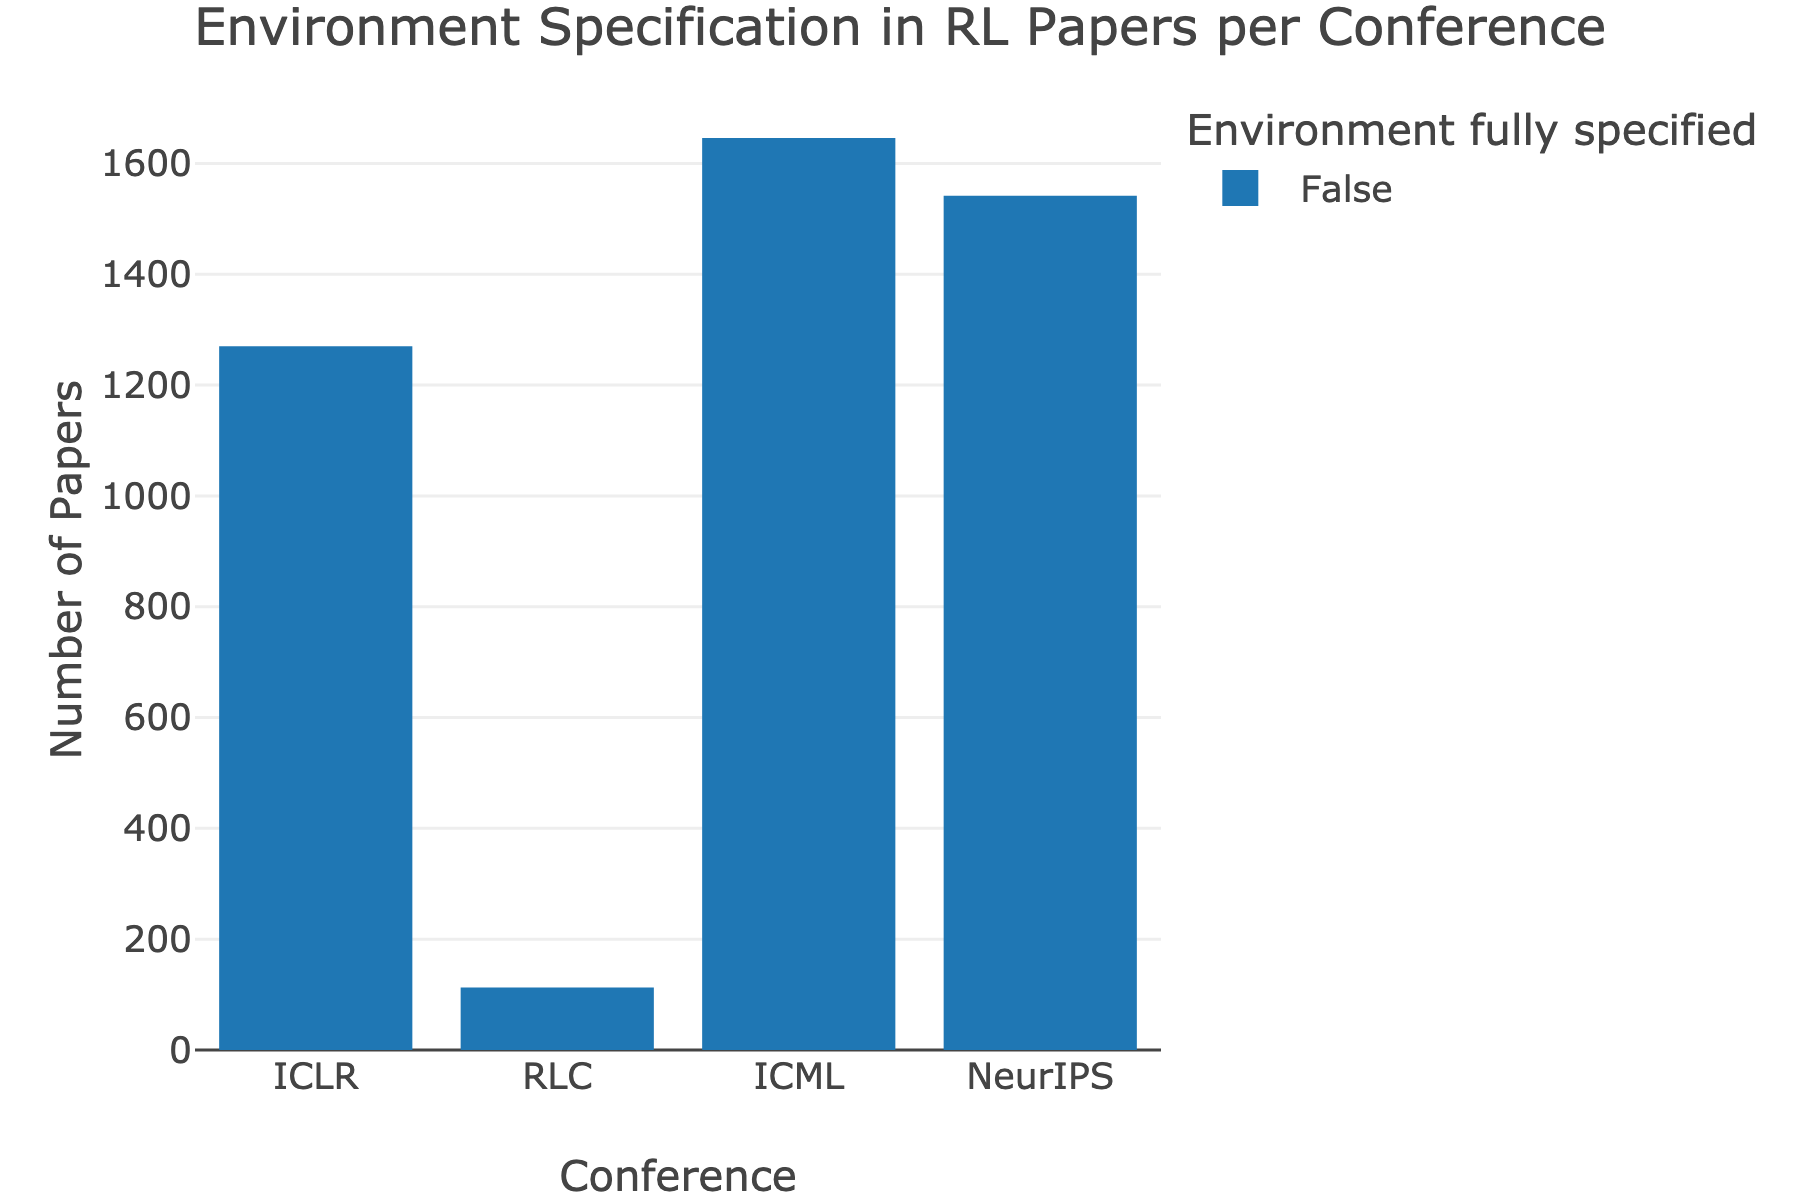 Environment Specification in RL Papers per Conference
Environment fully specified
False
Number of Papers
1600
1400
1200
1000
800
600
400
200
0
ICLR RLC ICML NeurIPS
Conference